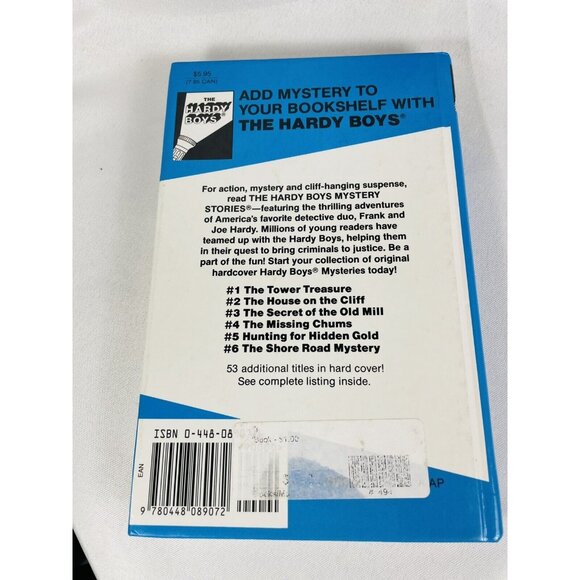 $5.95
(7.95 CAN)
THE
HARDY
BOYS®
ADD MYSTERY TO
YOUR BOOKSHELF WITH
THE HARDY BOYS®
For action, mystery and cliff-hanging suspense,
read THE HARDY BOYS MYSTERY
STORIES®—featuring the thrilling adventures
of America's favorite detective duo, Frank and
Joe Hardy. Millions of young readers have
teamed up with the Hardy Boys, helping them
in their quest to bring criminals to justice. Be a
part of the fun! Start your collection of original
hardcover Hardy Boys® Mysteries today!
#1 The Tower Treasure
#2 The House on the Cliff
#3 The Secret of the Old Mill
#4 The Missing Chums
#5 Hunting for Hidden Gold
#6 The Shore Road Mystery
53 additional titles in hard cover!
See complete listing inside.
ISBN 0-448-08
EAN
9 780448 089072
AP